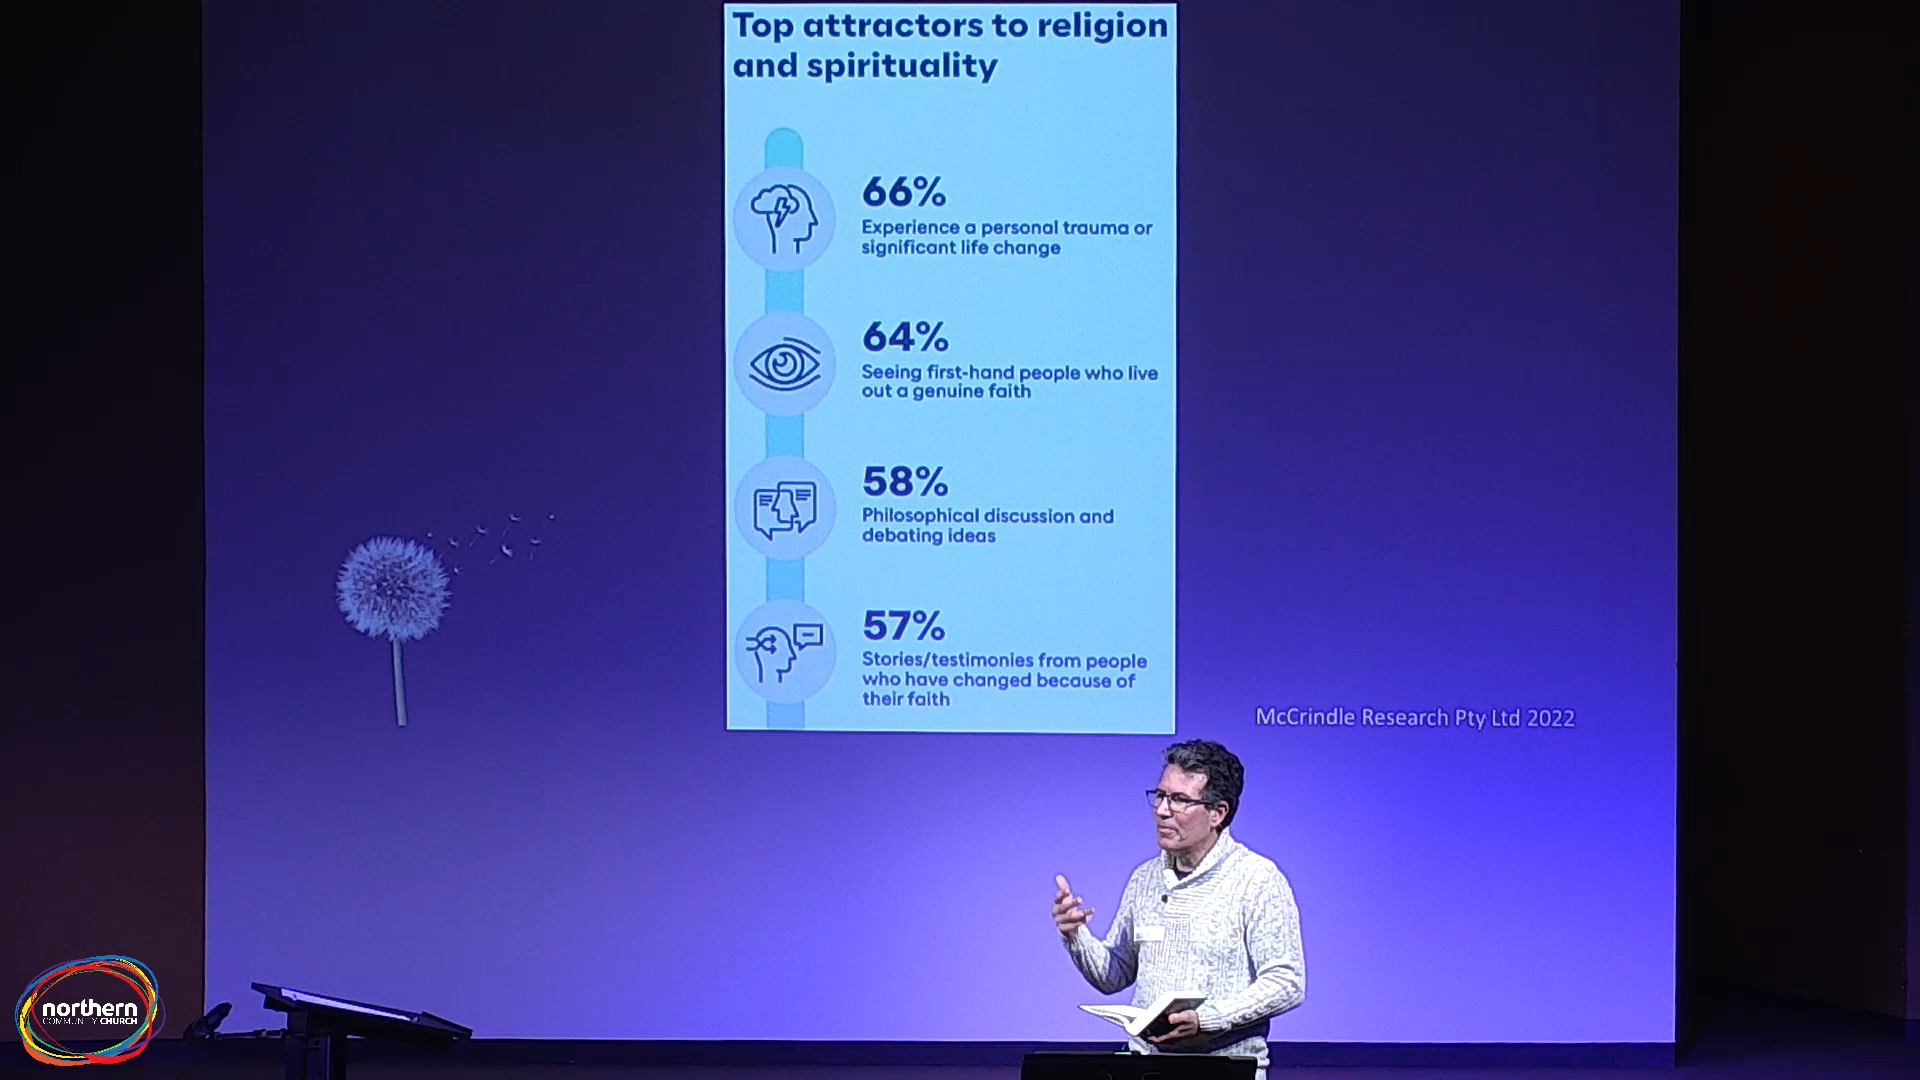 Top attractors to religion
and spirituality
66%
Experience a personal trauma or
significant life change
64%
Seeing first-hand people who live
out a genuine faith
58%
Philosophical discussion and
debating ideas
57%
Stories/testimonies from people
who have changed because of
their faith
McCrindle Research Pty Ltd 2022
northern
COMMUNITY CHURCH